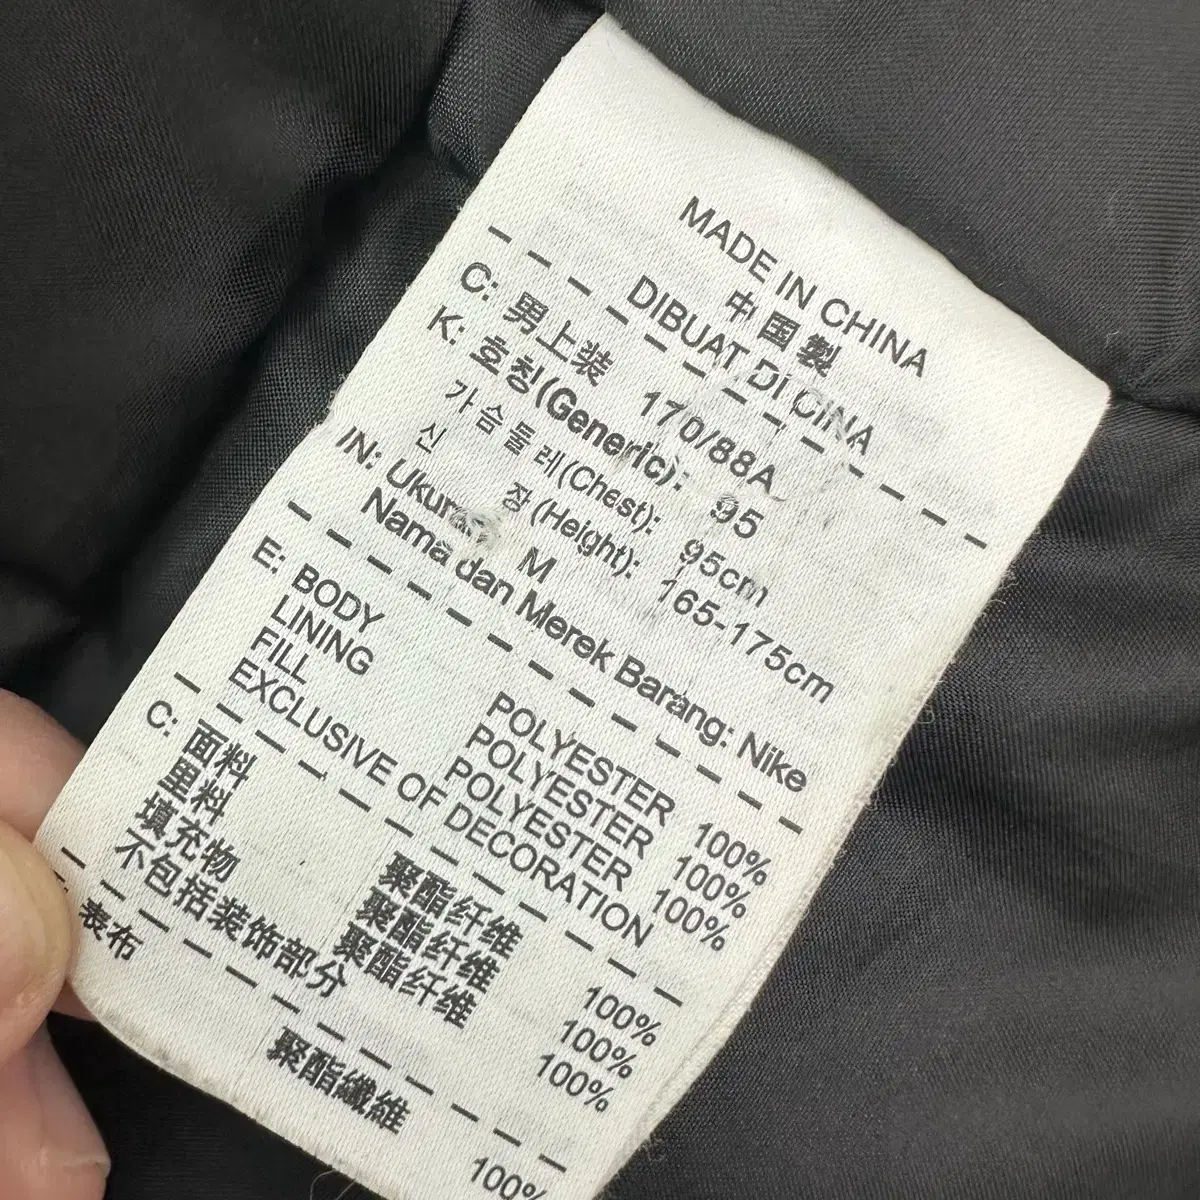 MADE IN CHINA
中国製
DIBUAT DI CINA
C: 男上装 170/88A
K: 호칭(Generic): 95
가슴둘레(Chest): 95cm
신 장 (Height): 165-175cm
IN: M
Nama dan Merek Barang: Nike
E: BODY POLYESTER 100%
LINING POLYESTER 100%
FILL POLYESTER 100%
EXCLUSIVE OF DECORATION
C: 面料 聚酯纤维 100%
里料 聚酯纤维 100%
填充物 聚酯纤维 100%
不包括装饰部分
表布 聚酯纖維 100%